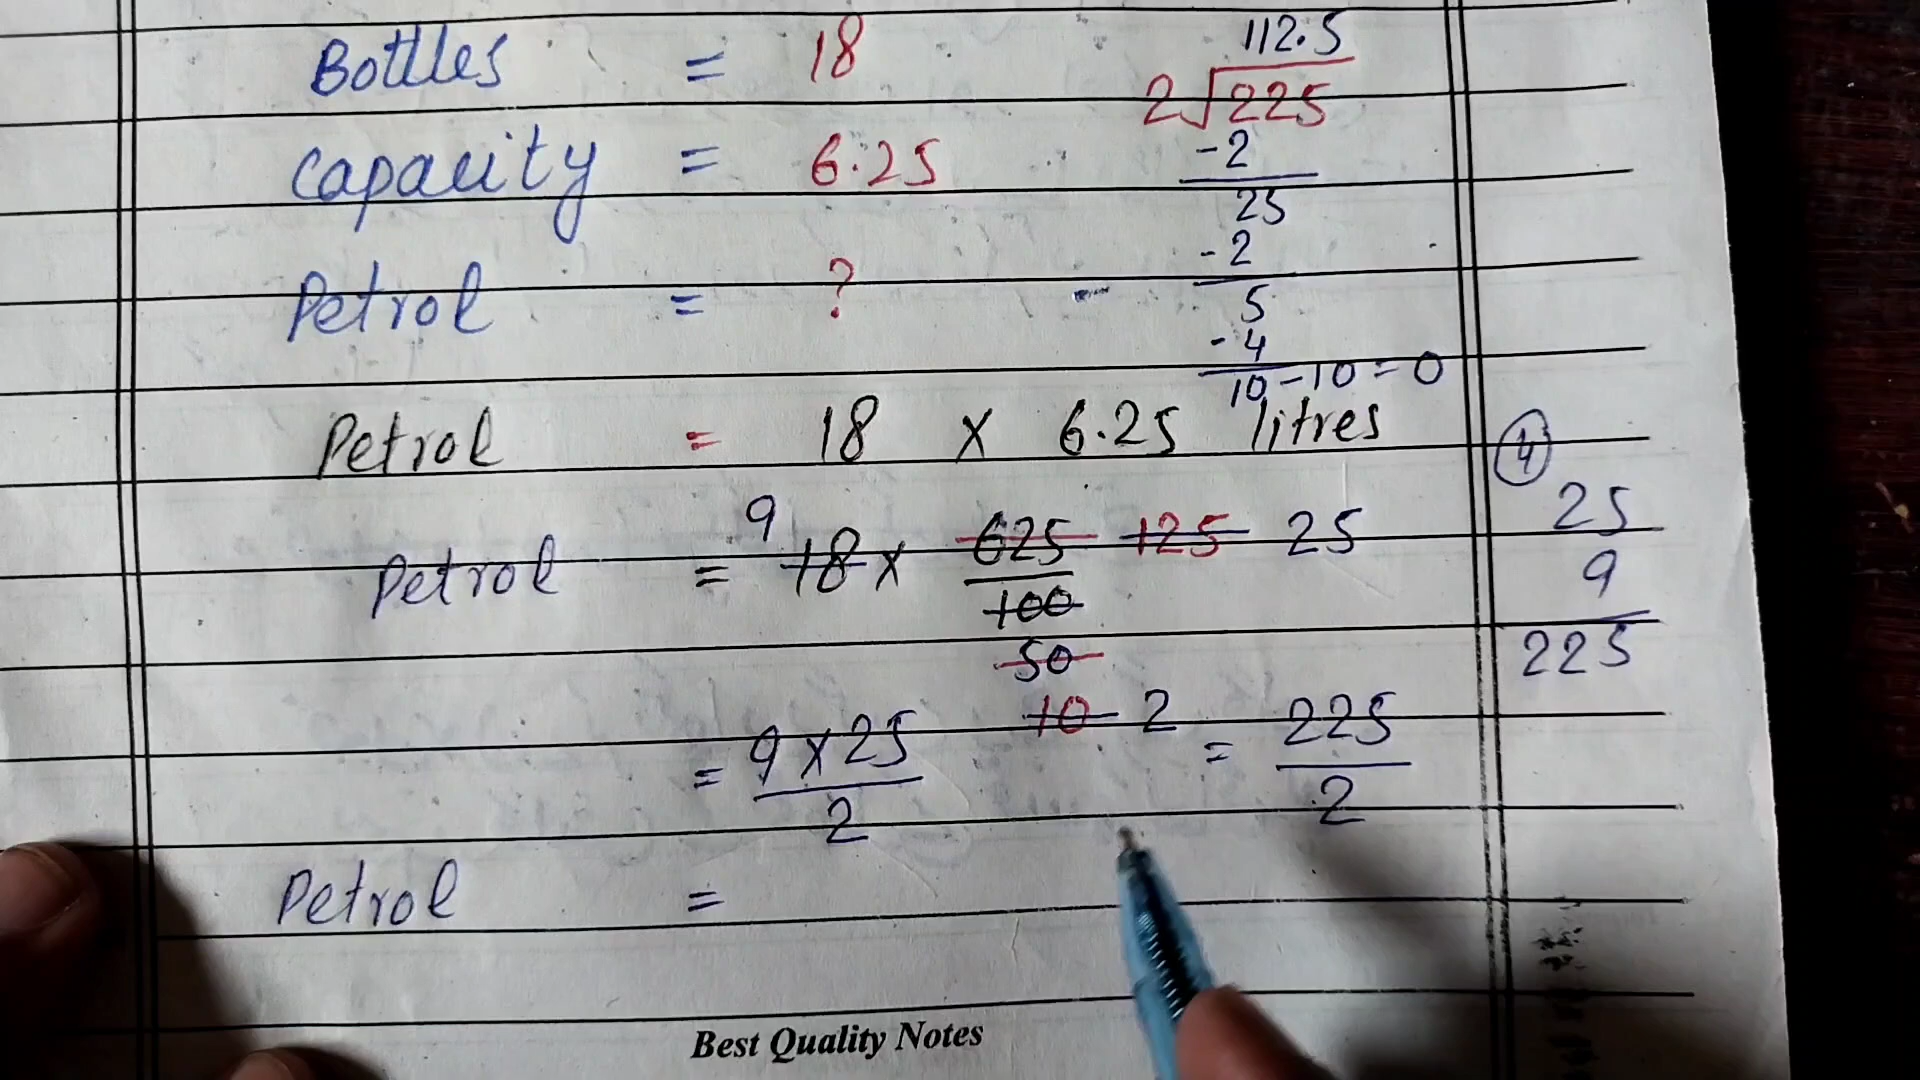 Bottles = 18
Capacity = 6.25
Petrol = ?
112.5
2√225
-2
25
-2
5
-4
10-10=0
Petrol = 18 x 6.25 litres
9
Petrol = 18 x 625 125 25
100
50
10 2
= 9 x 25 = 225
2 2
Petrol =
4
25
9
225
Best Quality Notes